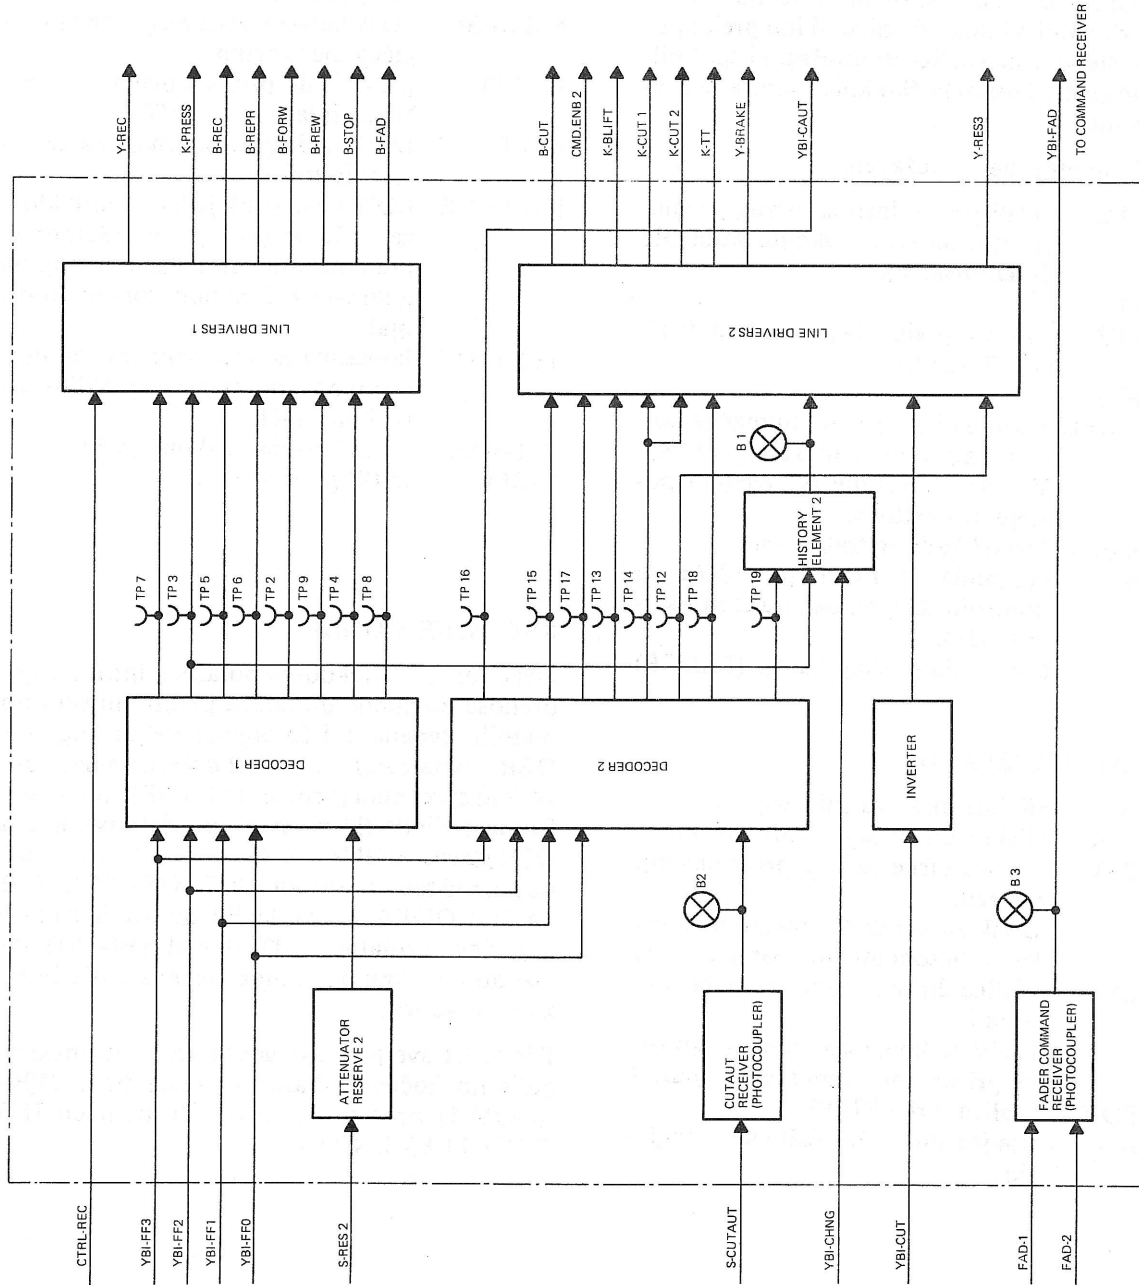 Y-REC
K-PRESS
B-REC
B-REPR
B-FORW
B-REW
B-STOP
B-FAD
B-CUT
CMD.ENB 2
K-BLIFT
K-CUT 1
K-CUT 2
K-TT
Y-BRAKE
YBI-CAUT
Y-RES3
YBI-FAD
TO COMMAND RECEIVER
LINE DRIVERS 1
LINE DRIVERS 2
B 1
HISTORY
ELEMENT 2
TP 7
TP 3
TP 5
TP 6
TP 2
TP 9
TP 4
TP 8
TP 16
TP 15
TP 17
TP 13
TP 14
TP 12
TP 18
TP 19
DECODER 1
DECODER 2
INVERTER
B2
B 3
ATTENUATOR
RESERVE 2
CUTAUT
RECEIVER
(PHOTOCOUPLER)
FADER COMMAND
RECEIVER
(PHOTOCOUPLER)
CTRL-REC
YBI-FF3
YBI-FF2
YBI-FF1
YBI-FF0
S-RES 2
S-CUTAUT
YBI-CHNG
YBI-CUT
FAD-1
FAD-2